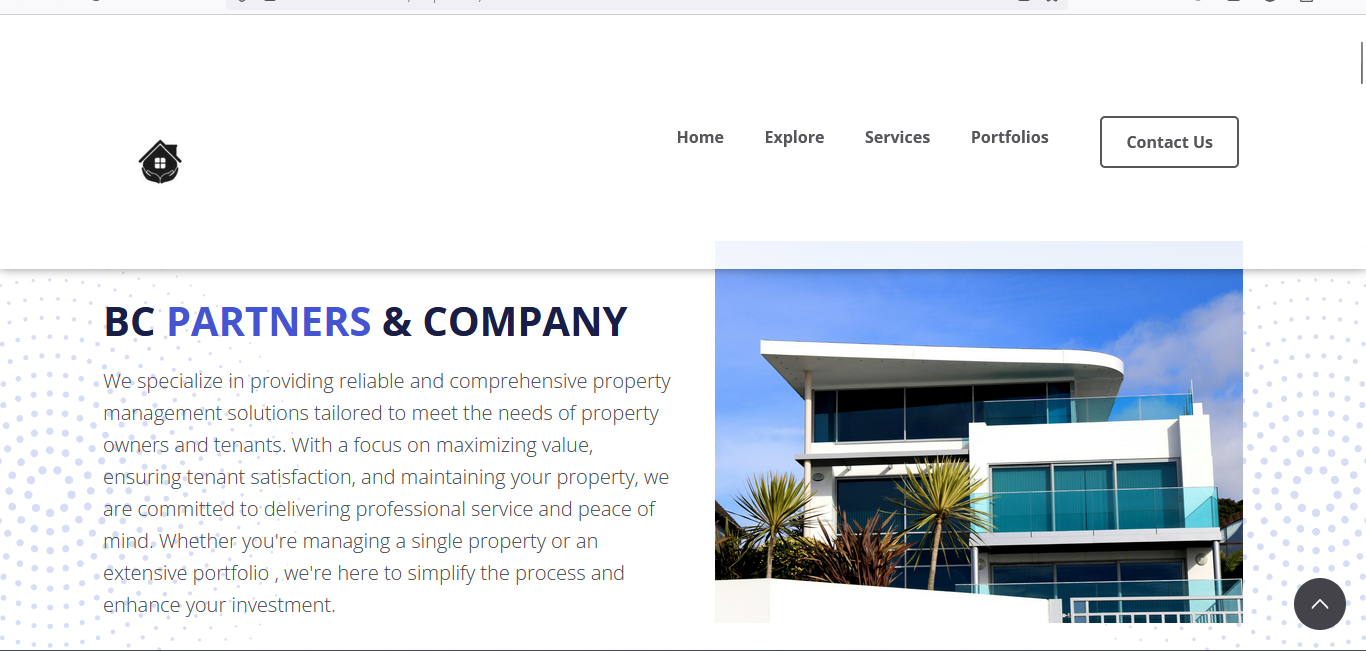 Home Explore Services Portfolios Contact Us
BC PARTNERS & COMPANY
We specialize in providing reliable and comprehensive property
management solutions tailored to meet the needs of property
owners and tenants. With a focus on maximizing value,
ensuring tenant satisfaction, and maintaining your property, we
are committed to delivering professional service and peace of
mind. Whether you're managing a single property or an
extensive portfolio , we're here to simplify the process and
enhance your investment.